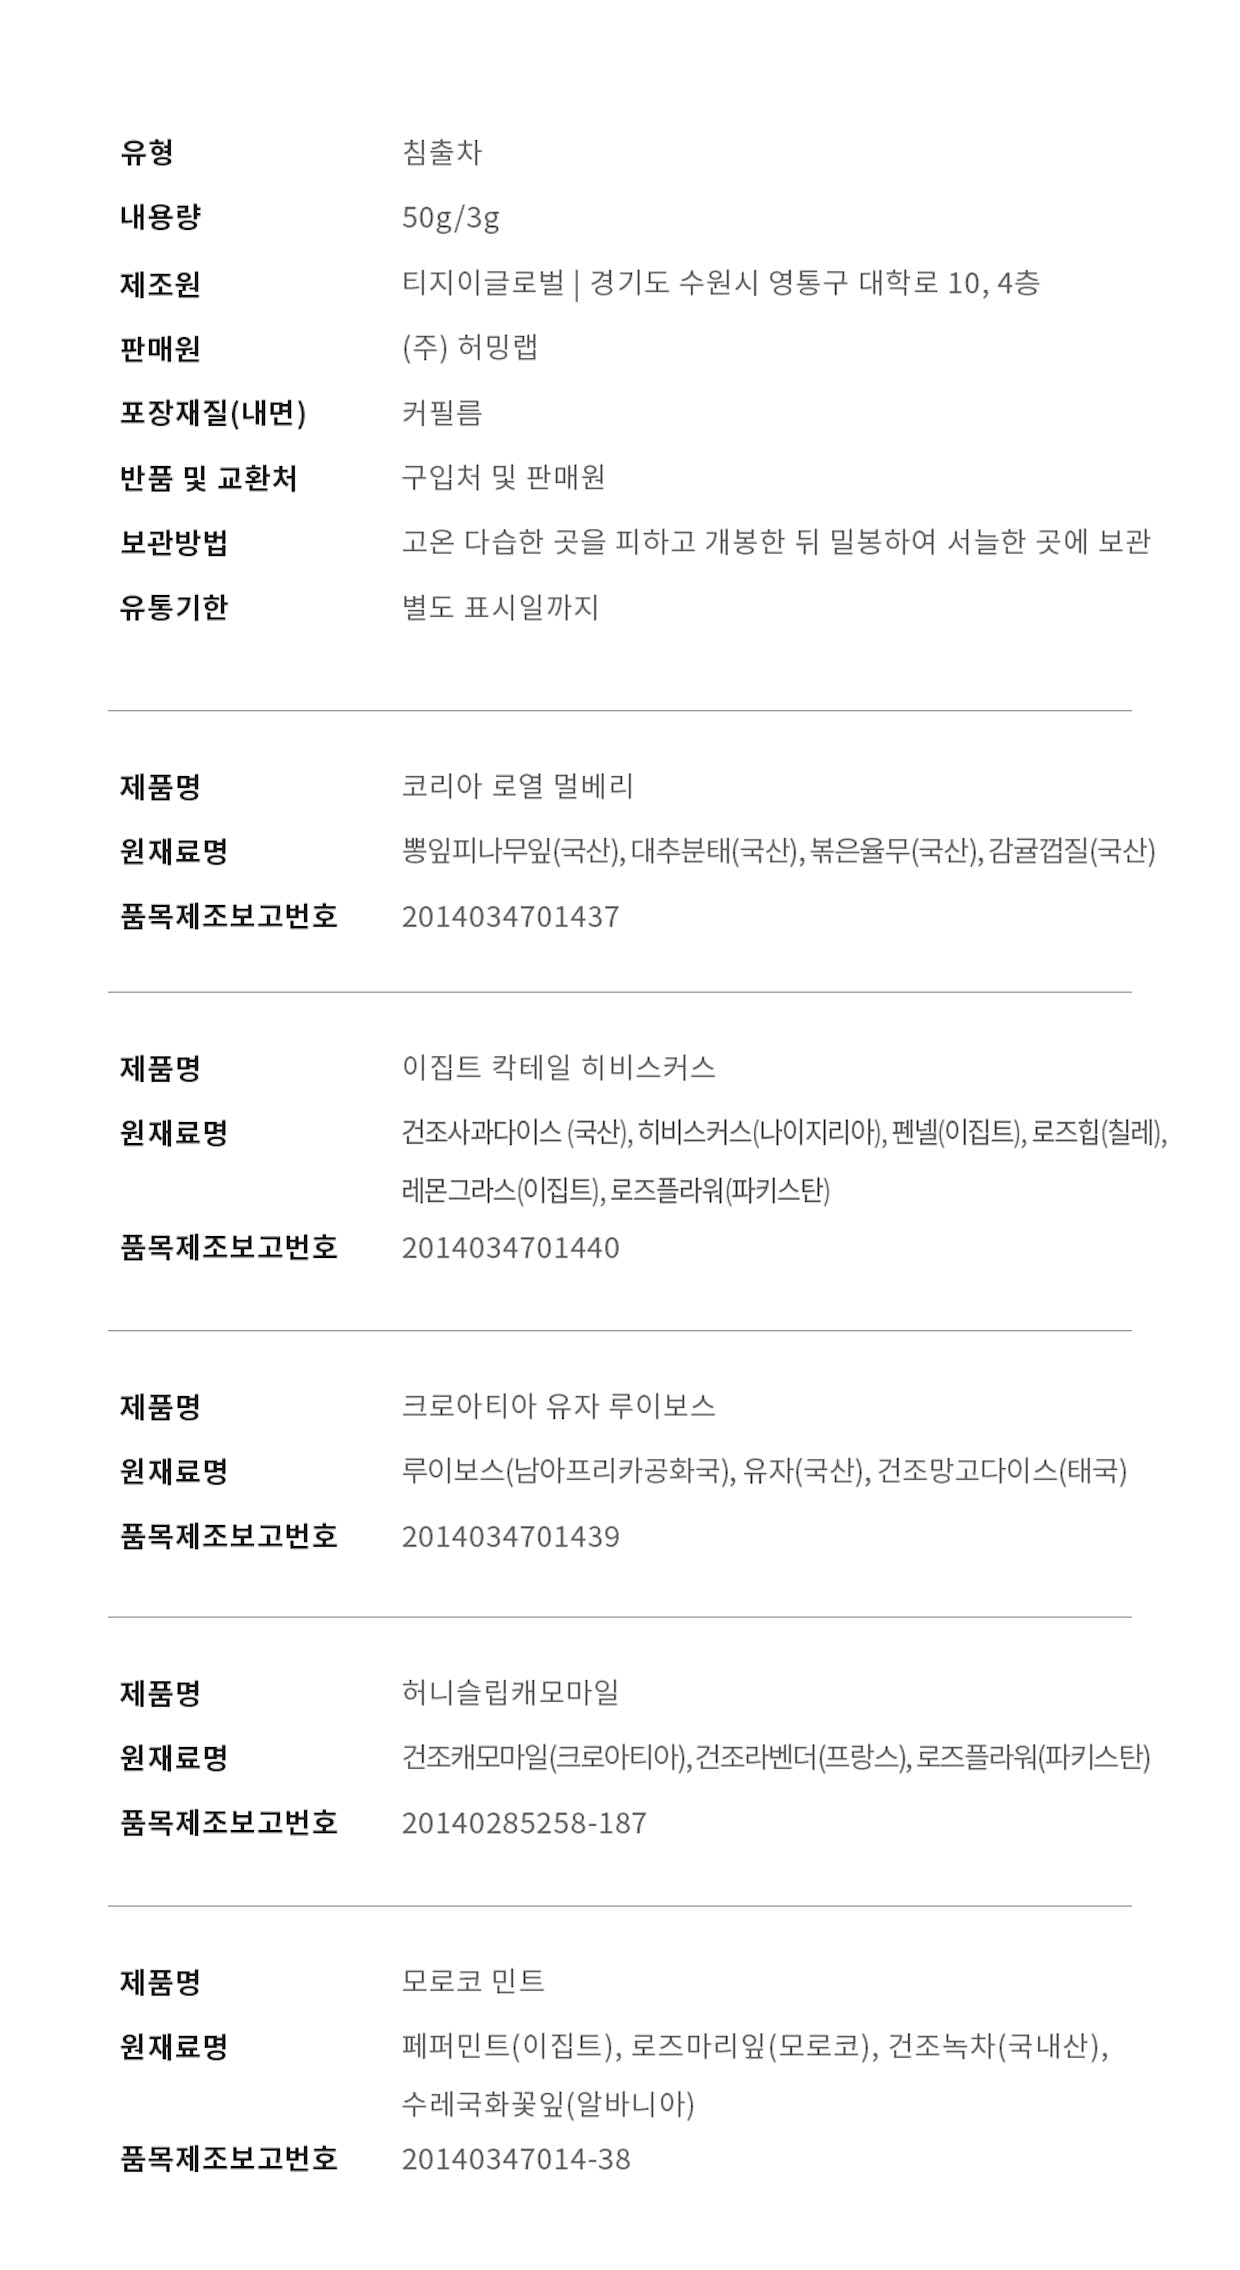 유형 침출차
내용량 50g/3g
제조원 티지이글로벌 | 경기도 수원시 영통구 대학로 10, 4층
판매원 (주) 허밍랩
포장재질(내면) 커필름
반품 및 교환처 구입처 및 판매원
보관방법 고온 다습한 곳을 피하고 개봉한 뒤 밀봉하여 서늘한 곳에 보관
유통기한 별도 표시일까지
제품명 코리아 로열 멀베리
원재료명 뽕잎피나무잎(국산), 대추분태(국산), 볶은율무(국산), 감귤껍질(국산)
품목제조보고번호 2014034701437
제품명 이집트 칵테일 히비스커스
원재료명 건조사과다이스 (국산), 히비스커스(나이지리아), 펜넬(이집트), 로즈힙(칠레),
레몬그라스(이집트), 로즈플라워(파키스탄)
품목제조보고번호 2014034701440
제품명 크로아티아 유자 루이보스
원재료명 루이보스(남아프리카공화국), 유자(국산), 건조망고다이스(태국)
품목제조보고번호 2014034701439
제품명 허니슬립캐모마일
원재료명 건조캐모마일(크로아티아), 건조라벤더(프랑스), 로즈플라워(파키스탄)
품목제조보고번호 20140285258-187
제품명 모로코 민트
원재료명 페퍼민트(이집트), 로즈마리잎(모로코), 건조녹차(국내산),
수레국화꽃잎(알바니아)
품목제조보고번호 20140347014-38